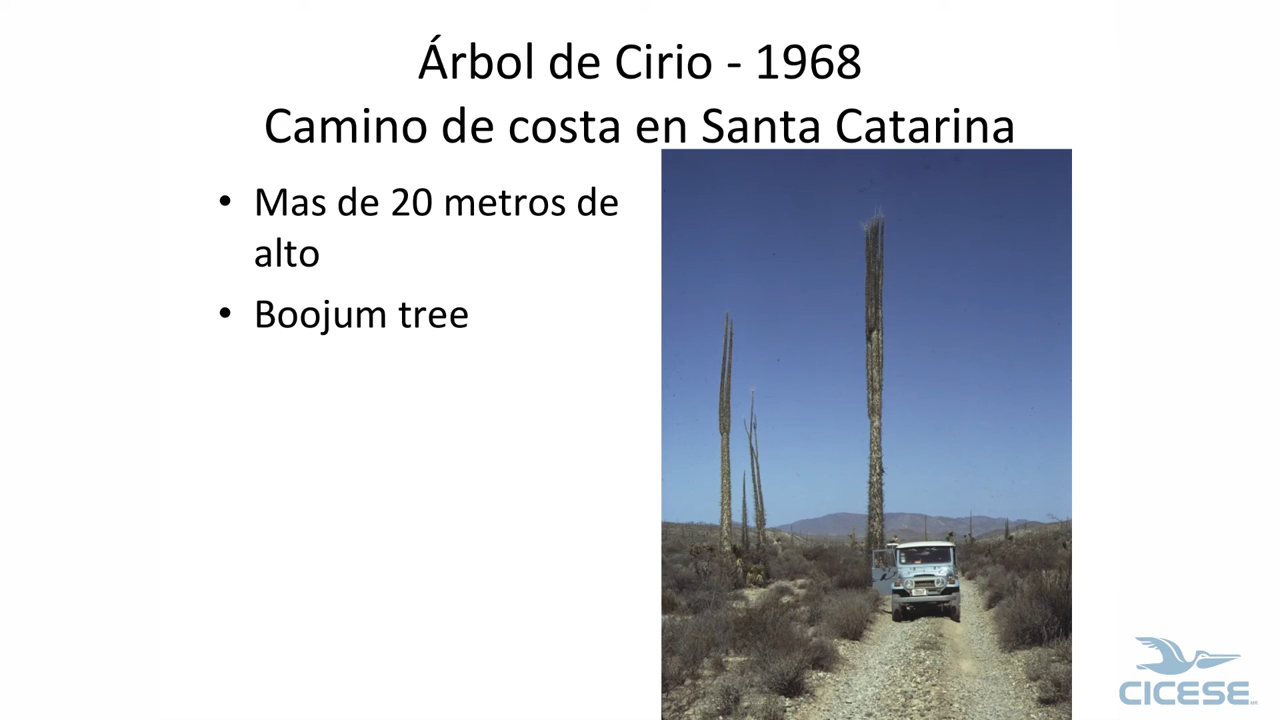 Árbol de Cirio - 1968
Camino de costa en Santa Catarina
• Mas de 20 metros de
alto
• Boojum tree
CICESE